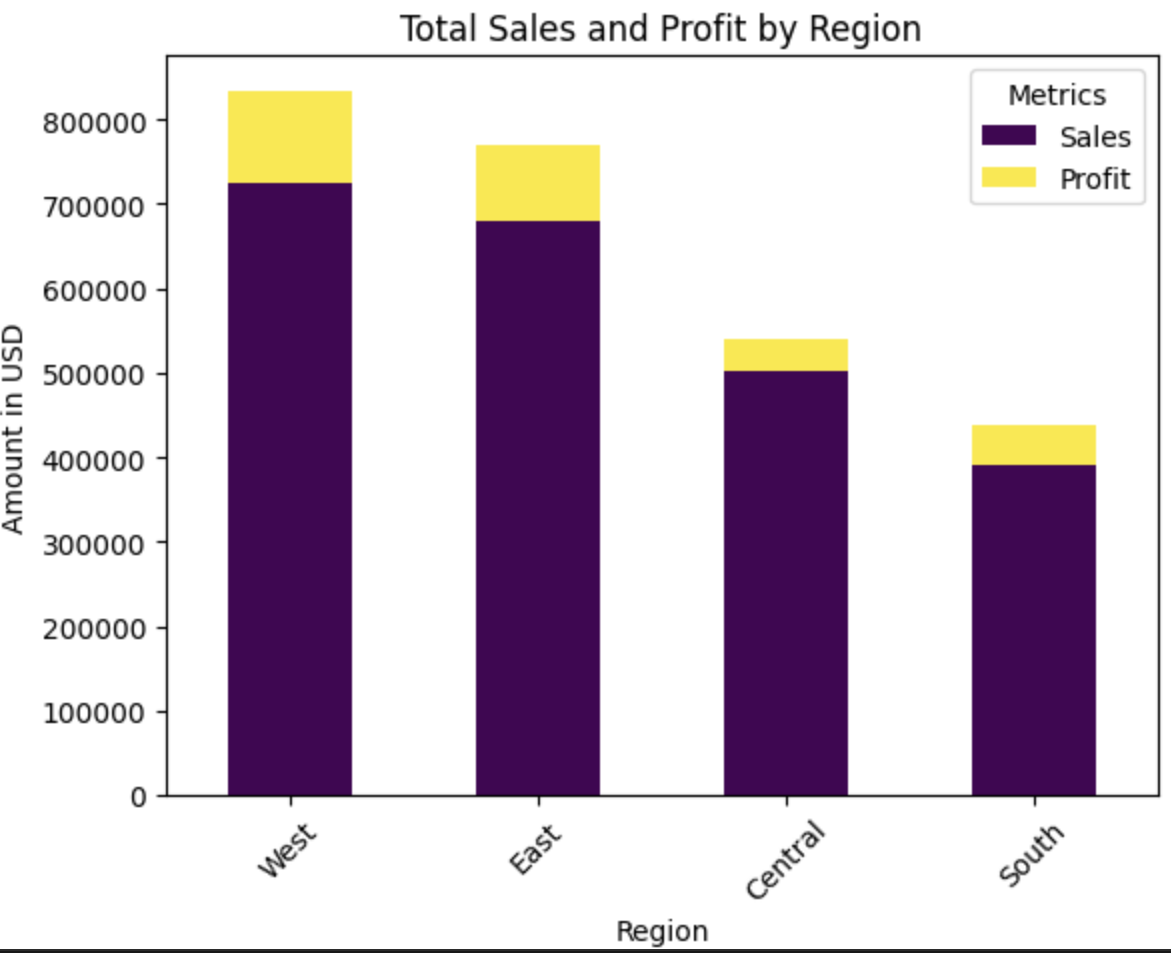 Total Sales and Profit by Region
Metrics
Sales
Profit
Amount in USD
800000
700000
600000
500000
400000
300000
200000
100000
0
West
East
Central
South
Region